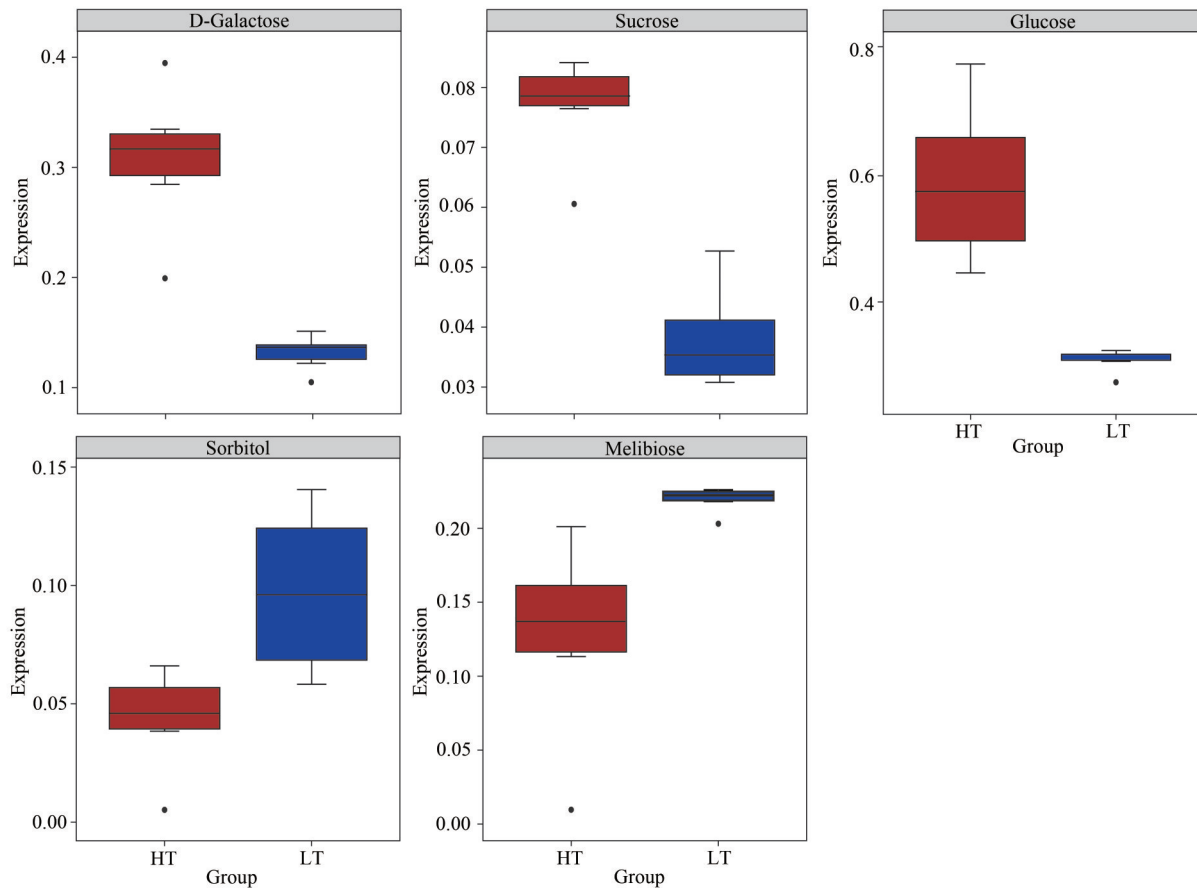 D-Galactose
Sucrose
Glucose
Expression
0.4
0.3
0.2
0.1
Expression
0.08
0.07
0.06
0.05
0.04
0.03
Expression
0.8
0.6
0.4
HT
LT
Group
Sorbitol
Melibiose
Expression
0.15
0.10
0.05
0.00
HT
LT
Group
Expression
0.20
0.15
0.10
0.05
0.00
HT
LT
Group